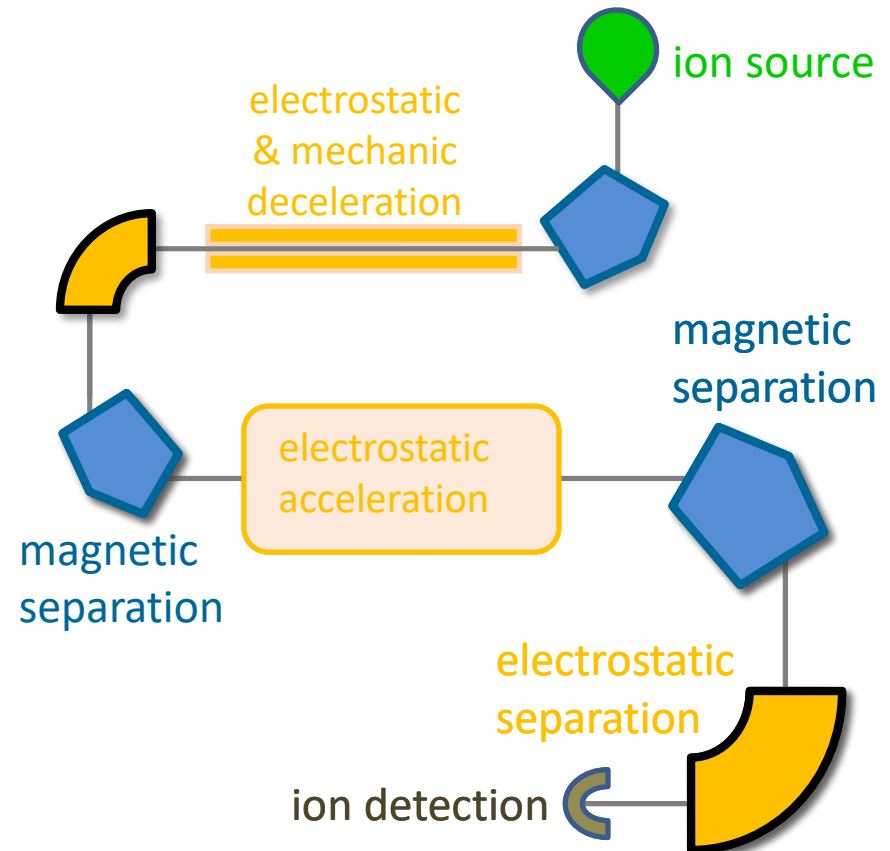 ion source
electrostatic
& mechanic
deceleration
magnetic
separation
electrostatic
acceleration
magnetic
separation
electrostatic
separation
ion detection